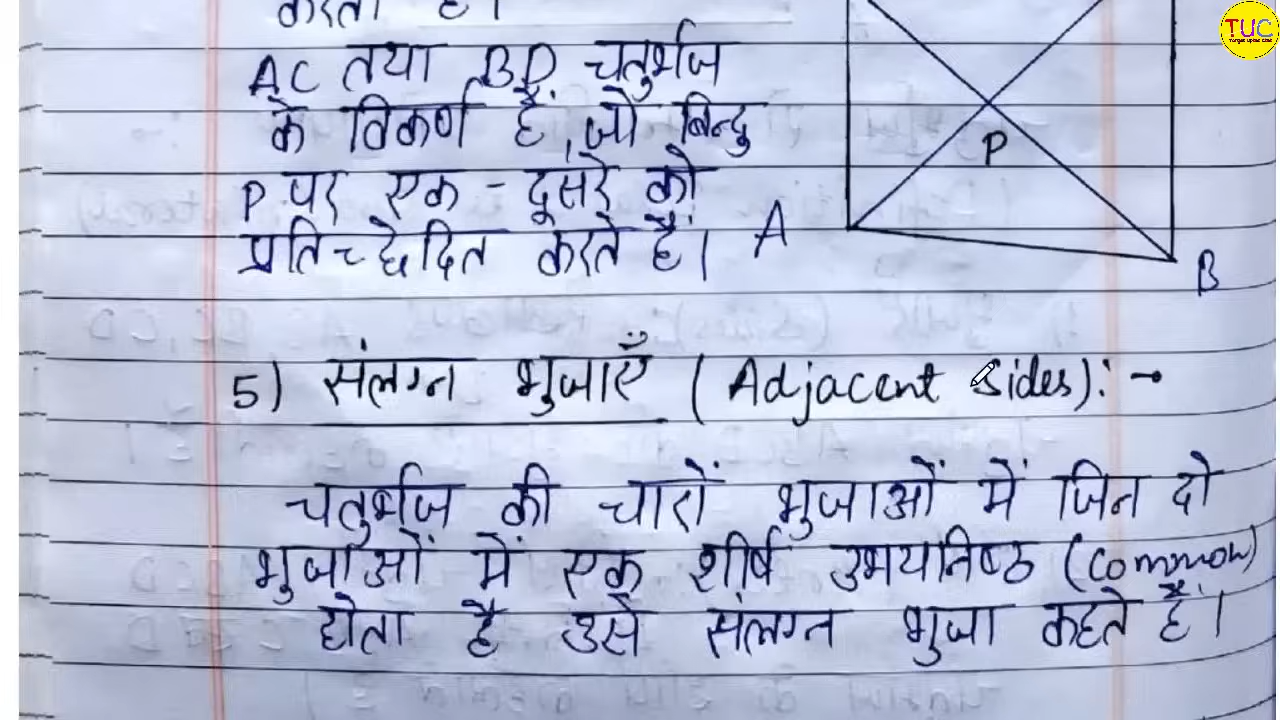 करता है।
AC तथा BD चतुर्भुज
के विकर्ण हैं, जो बिन्दु
P पर एक - दूसरे को
प्रतिच्छेदित करते हैं।
P
A
B
5) संलग्न भुजाएँ (Adjacent Sides): -
चतुर्भुज की चारों भुजाओं में जिन दो
भुजाओं में एक शीर्ष उभयनिष्ठ (Common)
होता है उसे संलग्न भुजा कहते हैं।
TUC